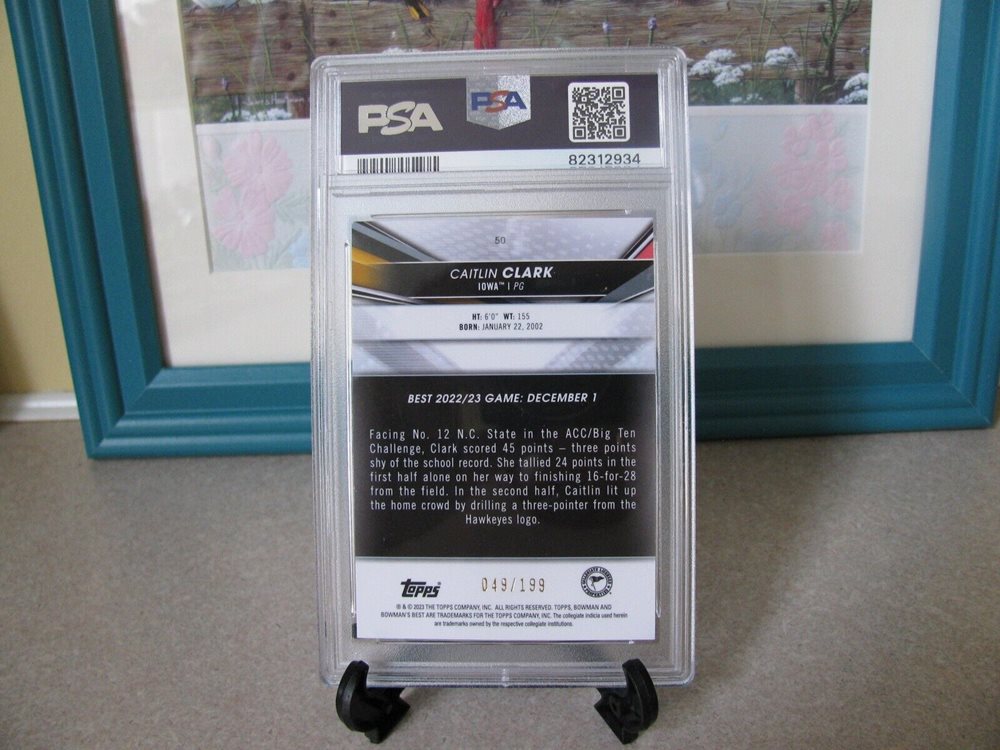 PSA
PSA
82312934
50
CAITLIN CLARK
IOWA™ | PG
HT: 6'0" WT: 155
BORN: JANUARY 22, 2002
BEST 2022/23 GAME: DECEMBER 1
Facing No. 12 N.C. State in the ACC/Big Ten
Challenge, Clark scored 45 points – three points
shy of the school record. She tallied 24 points in the
first half alone on her way to finishing 16-for-28
from the field. In the second half, Caitlin lit up
the home crowd by drilling a three-pointer from the
Hawkeyes logo.
Topps®
049/199
® & © 2023 THE TOPPS COMPANY, INC. ALL RIGHTS RESERVED. TOPPS, BOWMAN AND
BOWMAN'S BEST ARE TRADEMARKS FOR THE TOPPS COMPANY, INC. The collegiate indicia used herein
are trademarks owned by the respective collegiate institutions.